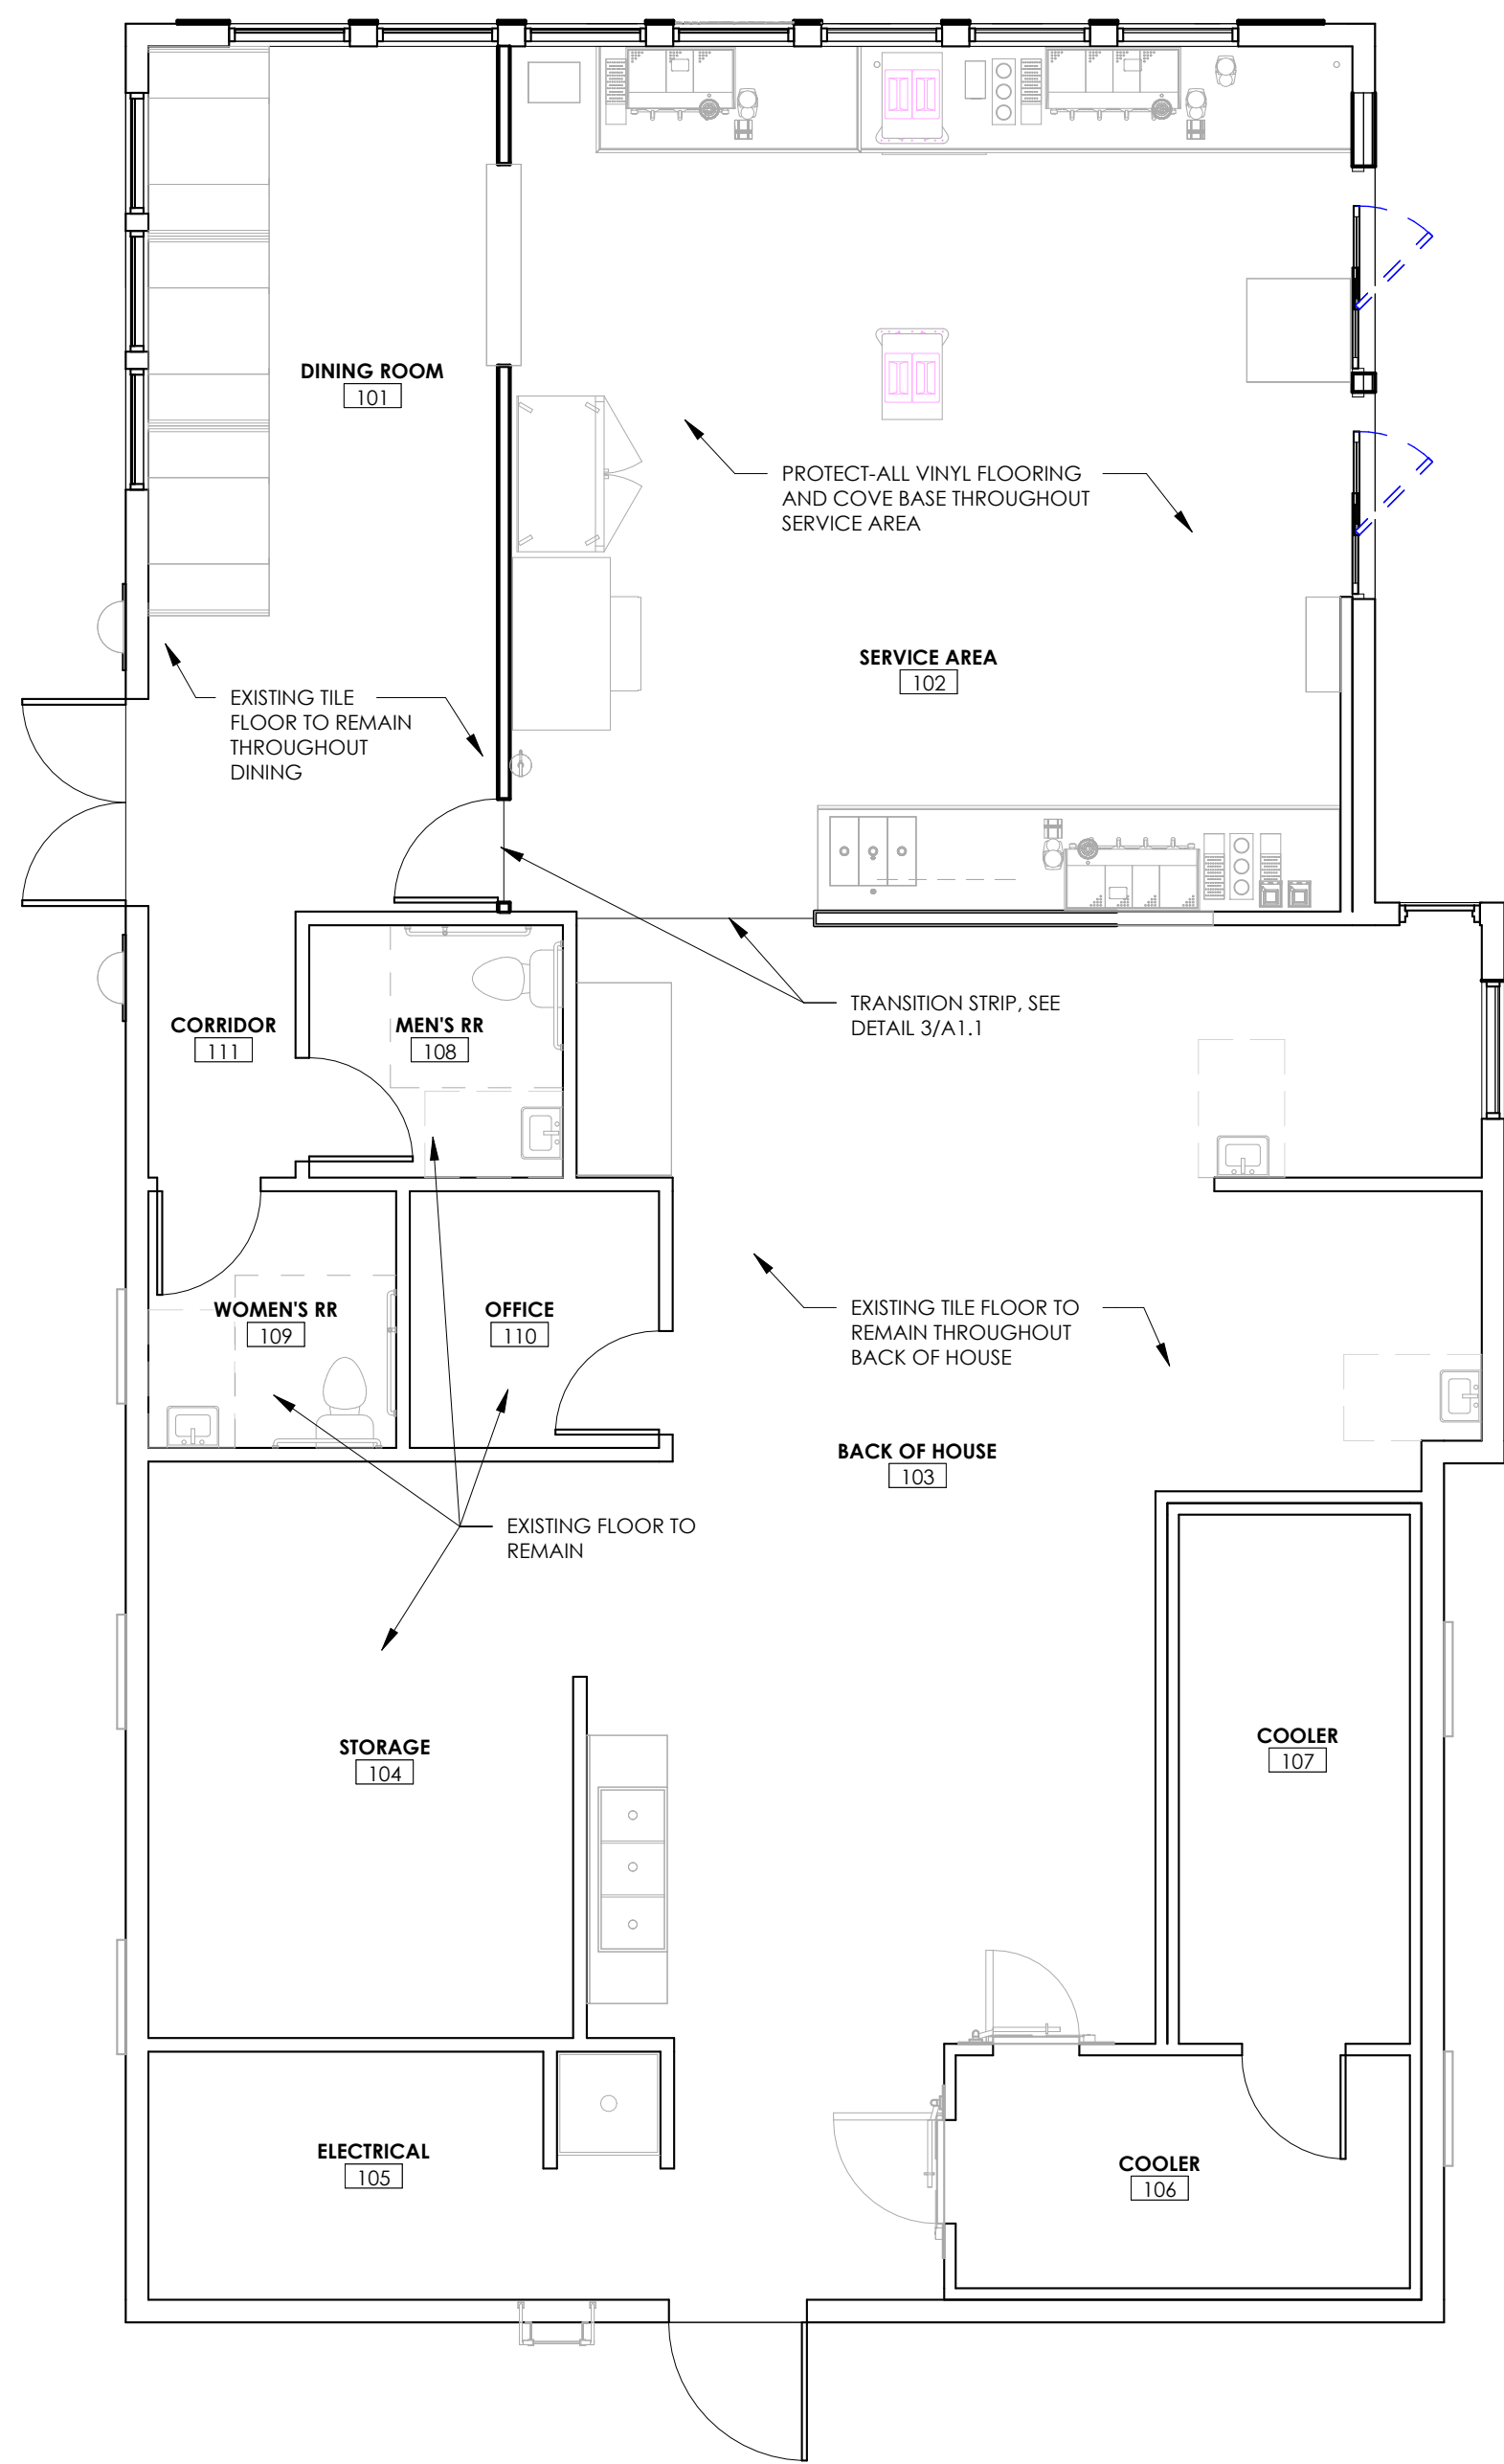 DINING ROOM
101
PROTECT-ALL VINYL FLOORING
AND COVE BASE THROUGHOUT
SERVICE AREA
SERVICE AREA
102
EXISTING TILE
FLOOR TO REMAIN
THROUGHOUT
DINING
TRANSITION STRIP, SEE
DETAIL 3/A1.1
CORRIDOR
111
MEN'S RR
108
WOMEN'S RR
109
OFFICE
110
EXISTING TILE FLOOR TO
REMAIN THROUGHOUT
BACK OF HOUSE
BACK OF HOUSE
103
EXISTING FLOOR TO
REMAIN
STORAGE
104
COOLER
107
ELECTRICAL
105
COOLER
106